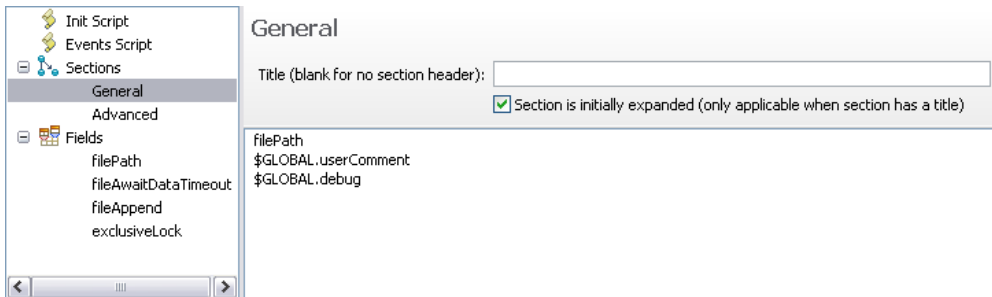 Init Script
Events Script
Sections
General
Advanced
Fields
filePath
fileAwaitDataTimeout
fileAppend
exclusiveLock
General
Title (blank for no section header):
Section is initially expanded (only applicable when section has a title)
filePath
$GLOBAL.userComment
$GLOBAL.debug